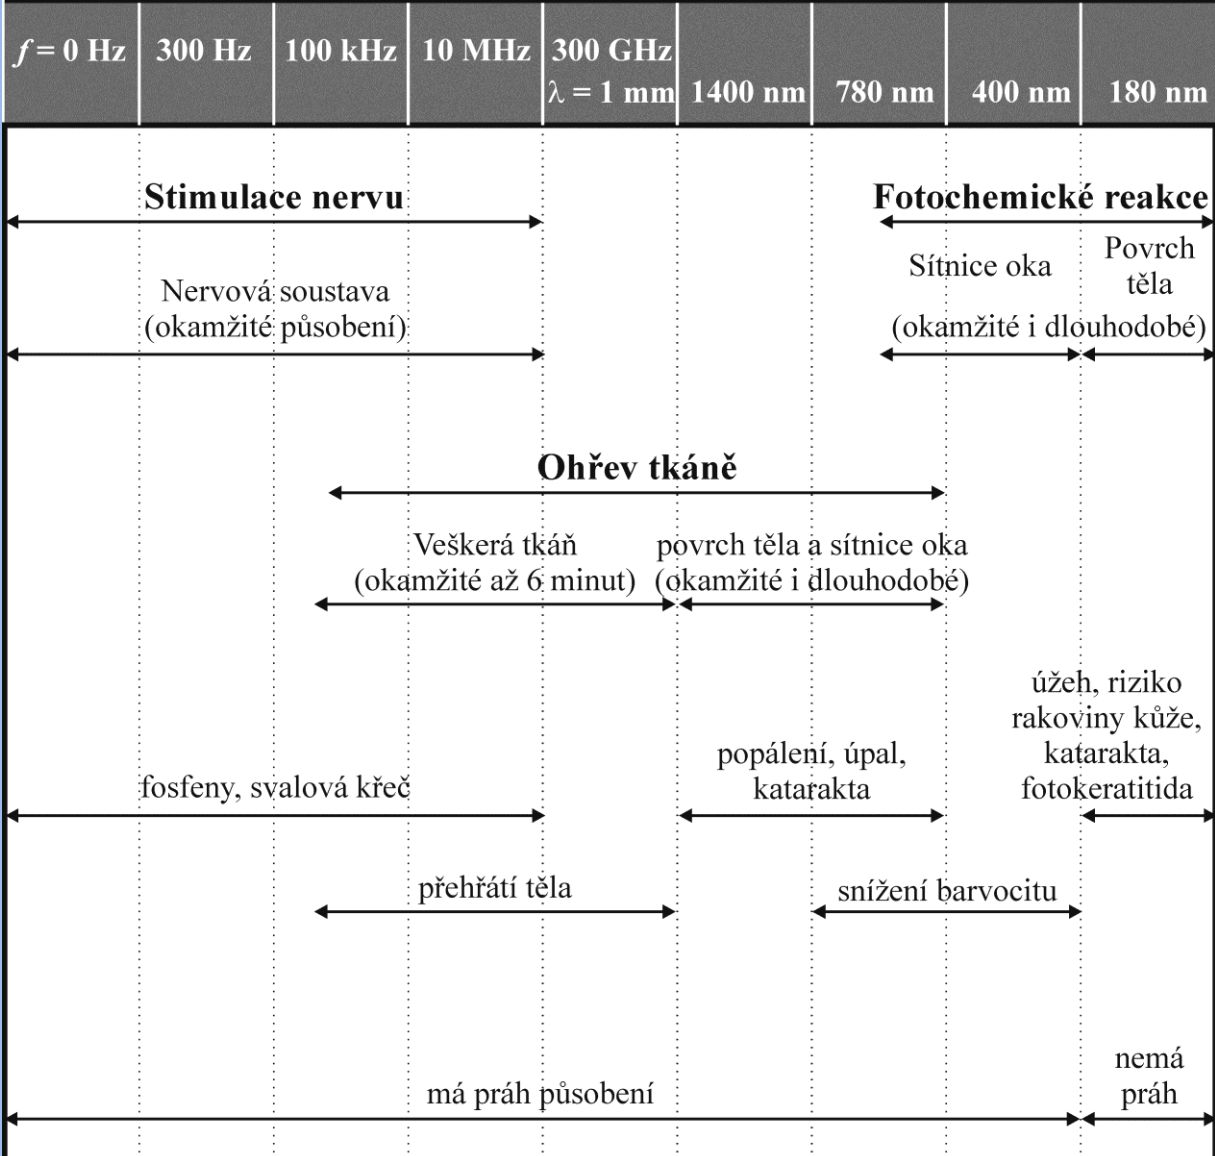 f = 0 Hz
300 Hz
100 kHz
10 MHz
300 GHz
λ = 1 mm
1400 nm
780 nm
400 nm
180 nm
Stimulace nervu
Fotochemické reakce
Nervová soustava
(okamžité působení)
Sítnice oka
Povrch
těla
(okamžité i dlouhodobé)
Ohřev tkáně
Veškerá tkáň
(okamžité až 6 minut)
povrch těla a sítnice oka
(okamžité i dlouhodobé)
fosfeny, svalová křeč
popálení, úpal,
katarakta
úžeh, riziko
rakoviny kůže,
katarakta,
fotokeratitida
přehřátí těla
snížení barvocitu
má práh působení
nemá
práh